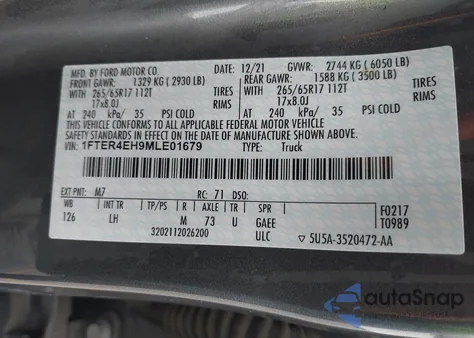 MFD. BY FORD MOTOR CO. 12/21 GVWR: 2744 KG ( 6050 LB)
FRONT GAWR: 1329 KG ( 2930 LB) REAR GAWR: 1588 KG ( 3500 LB)
WITH TIRES WITH TIRES
265/65R17 112T 265/65R17 112T
17x8.0J RIMS 17x8.0J RIMS
AT 240 kPa/ 35 PSI COLD AT 240 kPa/ 35 PSI COLD
THIS VEHICLE CONFORMS TO ALL APPLICABLE FEDERAL MOTOR VEHICLE
SAFETY STANDARDS IN EFFECT ON THE DATE OF MANUFACTURE SHOWN ABOVE.
VIN: 1FTER4EH9MLE01679 TYPE: Truck
EXT PNT: M7 RC: 71 DSO:
WB INTER TR TP/PS R AXLE TR SPR F0217
126 LH M 73 U GAEE T0989
3202112026200 ULC ▽ 5U5A-3520472-AA
autoSnap